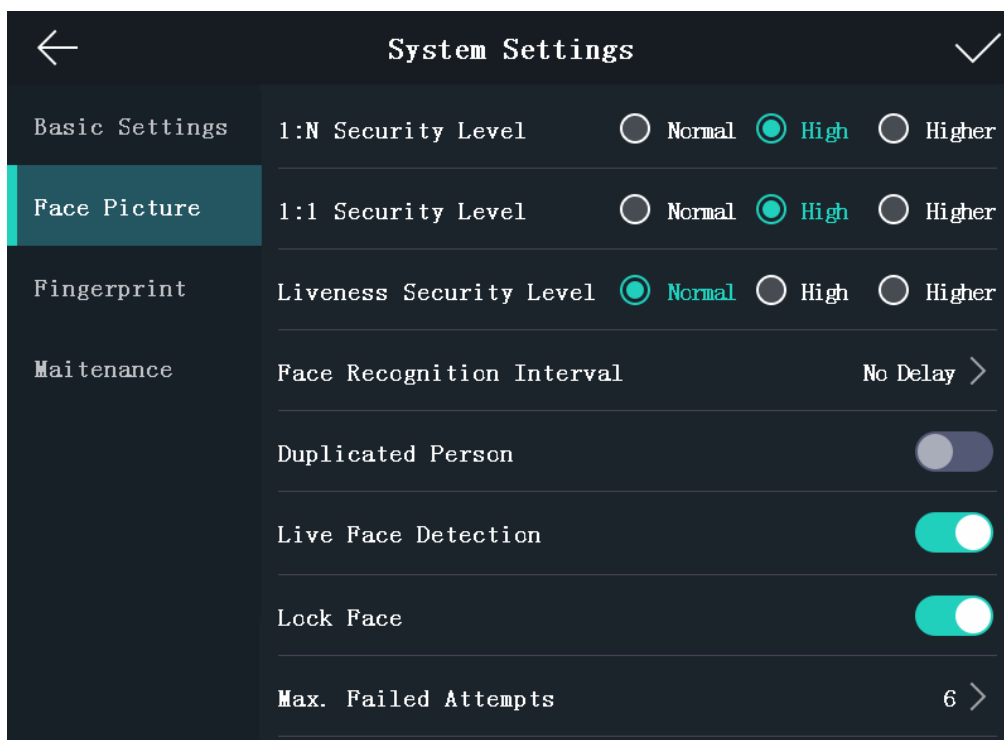 System Settings
Basic Settings
Face Picture
Fingerprint
Maitenance
1:N Security Level Normal High Higher
1:1 Security Level Normal High Higher
Liveness Security Level Normal High Higher
Face Recognition Interval No Delay
Duplicated Person
Live Face Detection
Lock Face
Max. Failed Attempts 6